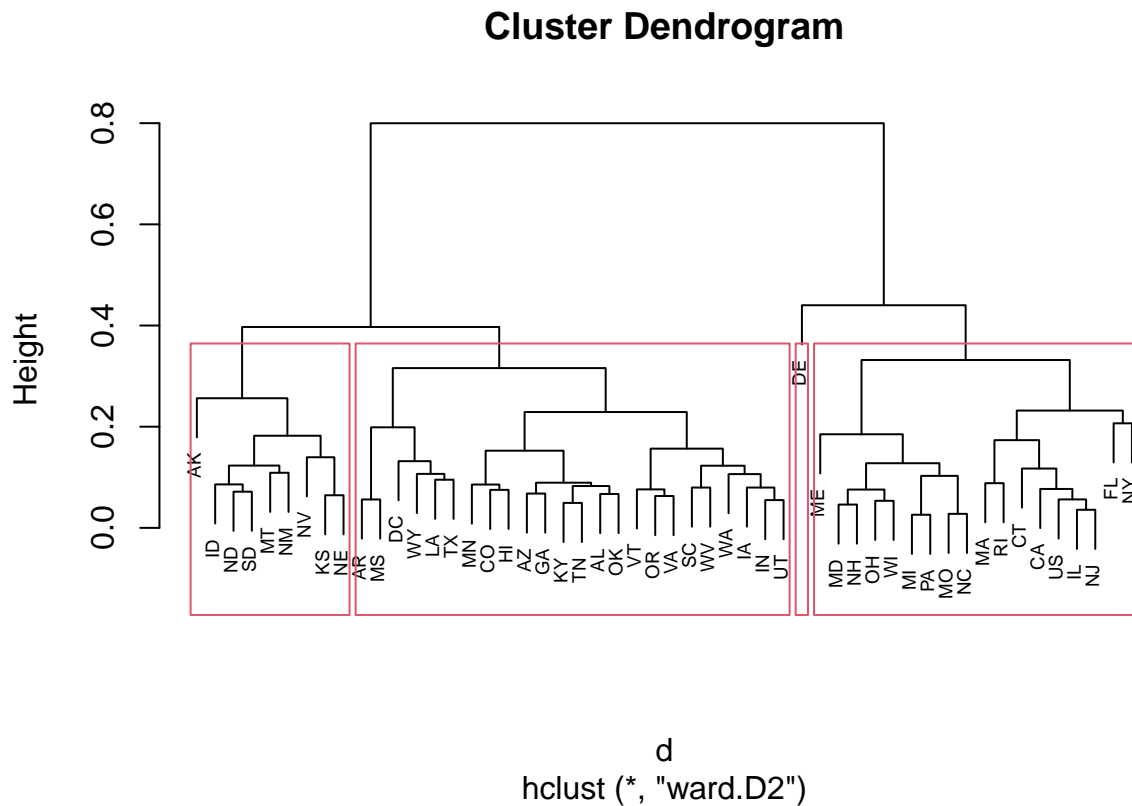 Cluster Dendrogram
Height
0.0
0.2
0.4
0.6
0.8
AK
ID
ND
SD
MT
NM
NV
KS
NE
AR
MS
DC
WY
LA
TX
MN
CO
HI
AZ
GA
KY
TN
AL
OK
VT
OR
VA
SC
WV
WA
IA
IN
UT
DE
ME
MD
NH
OH
WI
MI
PA
MO
NC
MA
RI
CT
CA
US
IL
NJ
FL
NY
d
hclust (*, "ward.D2")